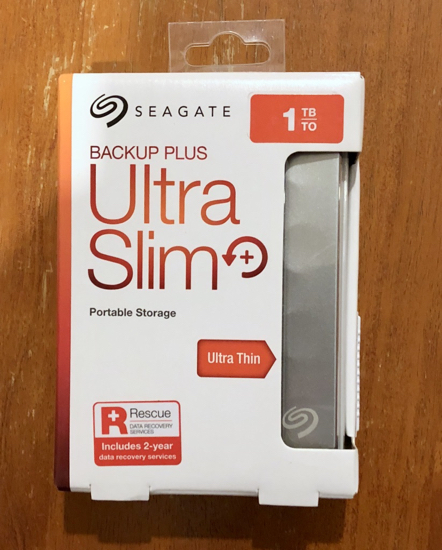 SEAGATE
1 TB
TO
BACKUP PLUS
Ultra
Slim
Portable Storage
Ultra Thin
R Rescue
DATA RECOVERY
SERVICES
Includes 2-year
data recovery services